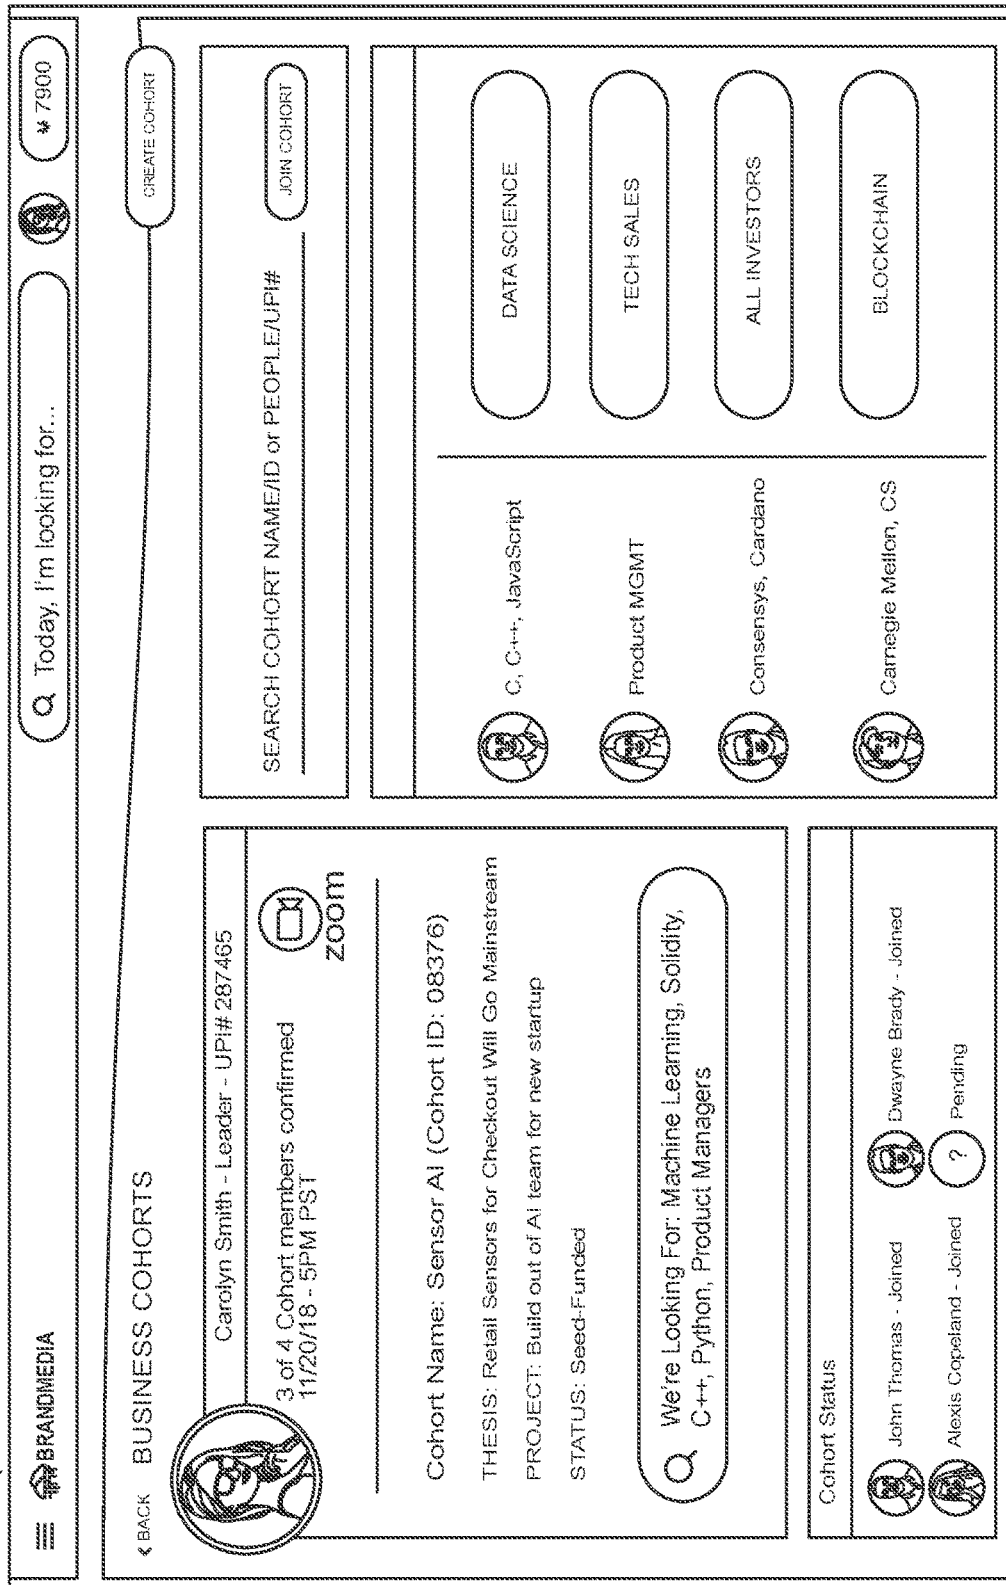 BRANDMEDIA
Today, I'm looking for...
7900
BACK
BUSINESS COHORTS
CREATE COHORT
Carolyn Smith - Leader - UPI# 287465
3 of 4 Cohort members confirmed
11/20/18 - 5PM PST
zoom
Cohort Name: Sensor AI (Cohort ID: 08376)
THESIS: Retail Sensors for Checkout Will Go Mainstream
PROJECT: Build out of AI team for new startup
STATUS: Seed-Funded
We're Looking For: Machine Learning, Solidity,
C++, Python, Product Managers
Cohort Status
John Thomas - Joined
Dwayne Brady - Joined
Alexis Copeland - Joined
? Pending
SEARCH COHORT NAME/ID or PEOPLE/UPI#
JOIN COHORT
C, C++, JavaScript
DATA SCIENCE
Product MGMT
TECH SALES
Consensys, Cardano
ALL INVESTORS
Carnegie Mellon, CS
BLOCKCHAIN